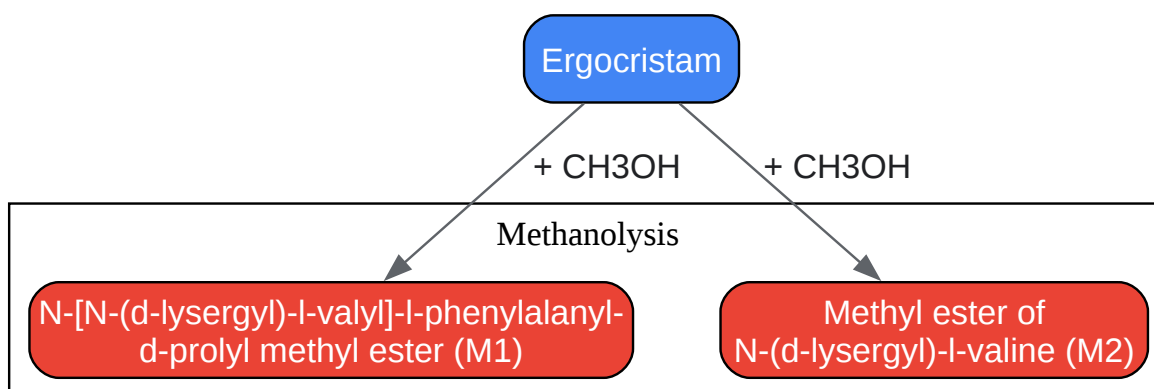 Ergocristam
+ CH3OH
+ CH3OH
Methanolysis
N-[N-(d-lysergyl)-l-valyl]-l-phenylalanyl-
d-prolyl methyl ester (M1)
Methyl ester of
N-(d-lysergyl)-l-valine (M2)